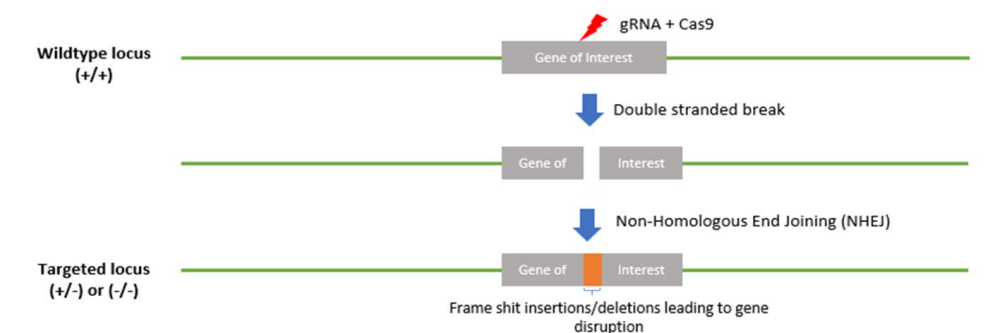 gRNA + Cas9
Wildtype locus
(+/+)
Gene of Interest
Double stranded break
Gene of
Interest
Non-Homologous End Joining (NHEJ)
Targeted locus
(+/-) or (-/-)
Gene of
Interest
Frame shit insertions/deletions leading to gene
disruption